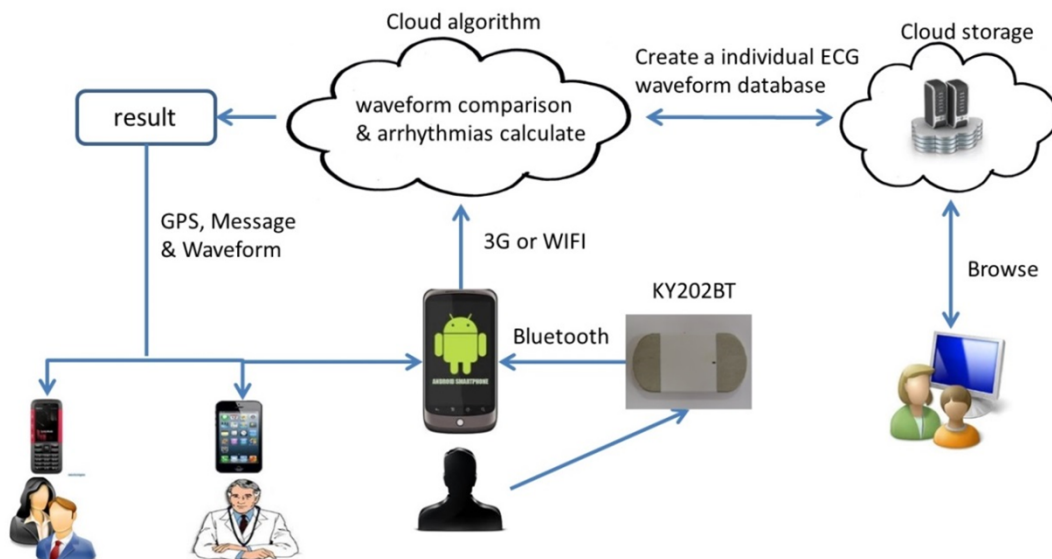 Cloud algorithm
Cloud storage
Create a individual ECG
waveform database
waveform comparison
& arrhythmias calculate
result
GPS, Message
& Waveform
3G or WIFI
Browse
KY202BT
Bluetooth
ANDROID SMARTPHONE